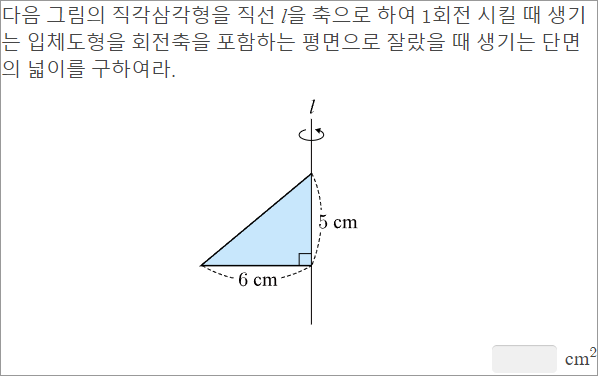 다음 그림의 직각삼각형을 직선 l을 축으로 하여 1회전 시킬 때 생기
는 입체도형을 회전축을 포함하는 평면으로 잘랐을 때 생기는 단면
의 넓이를 구하여라.
l
5 cm
6 cm
cm²